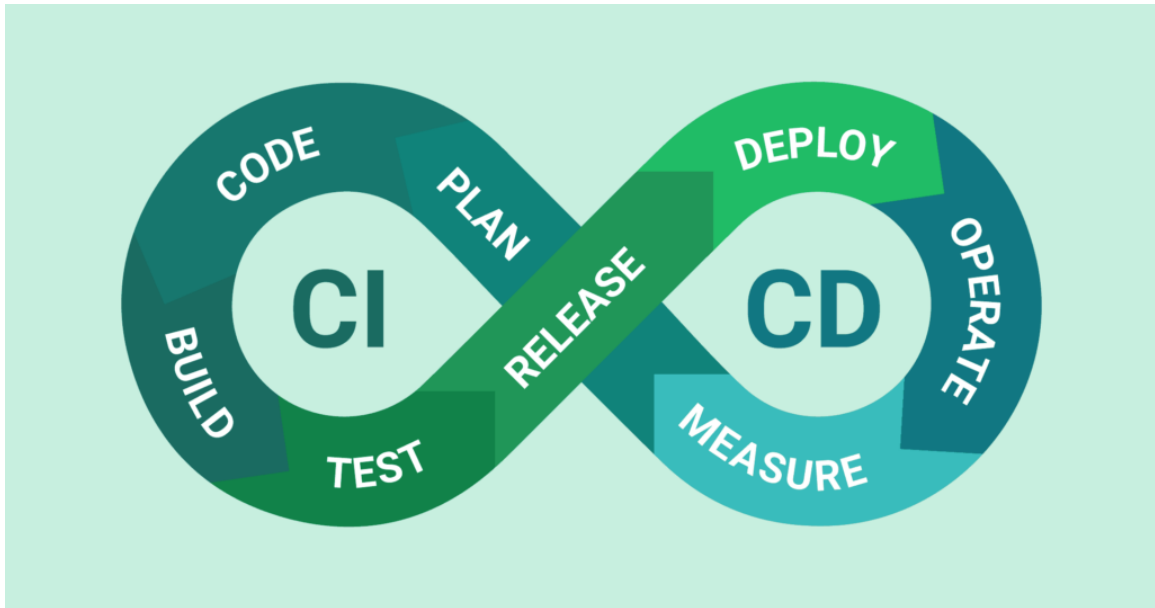 CODE
PLAN
DEPLOY
OPERATE
CI
CD
RELEASE
BUILD
TEST
MEASURE